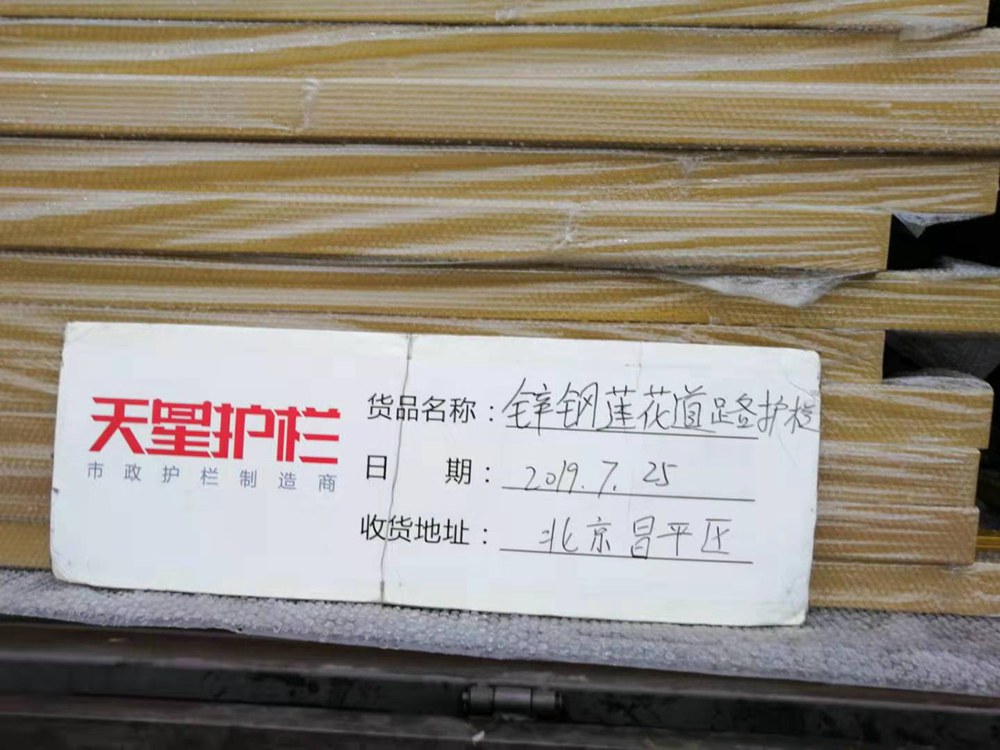 天星护栏
市政护栏制造商
货品名称：锌钢莲花道路护栏
日期：2019.7.25
收货地址：北京昌平区